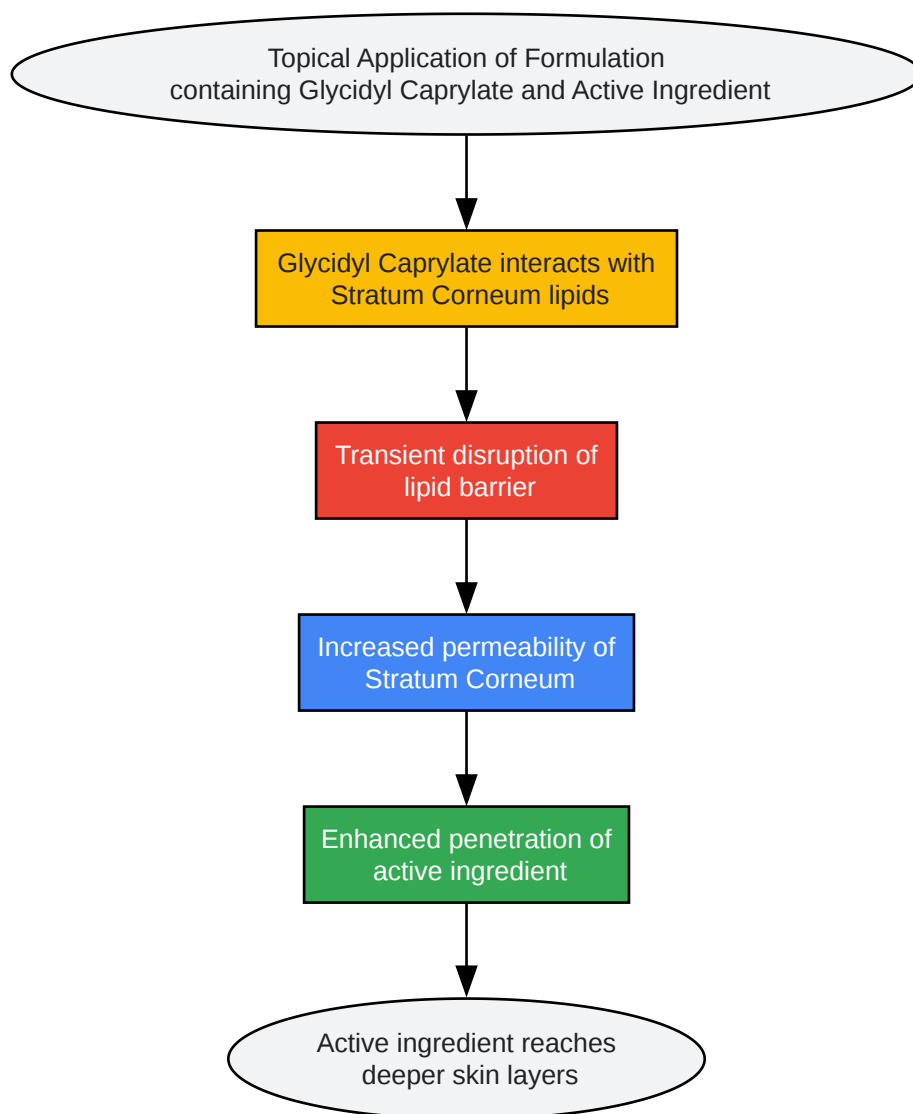 Topical Application of Formulation
containing Glycidyl Caprylate and Active Ingredient
Glycidyl Caprylate interacts with
Stratum Corneum lipids
Transient disruption of
lipid barrier
Increased permeability of
Stratum Corneum
Enhanced penetration of
active ingredient
Active ingredient reaches
deeper skin layers